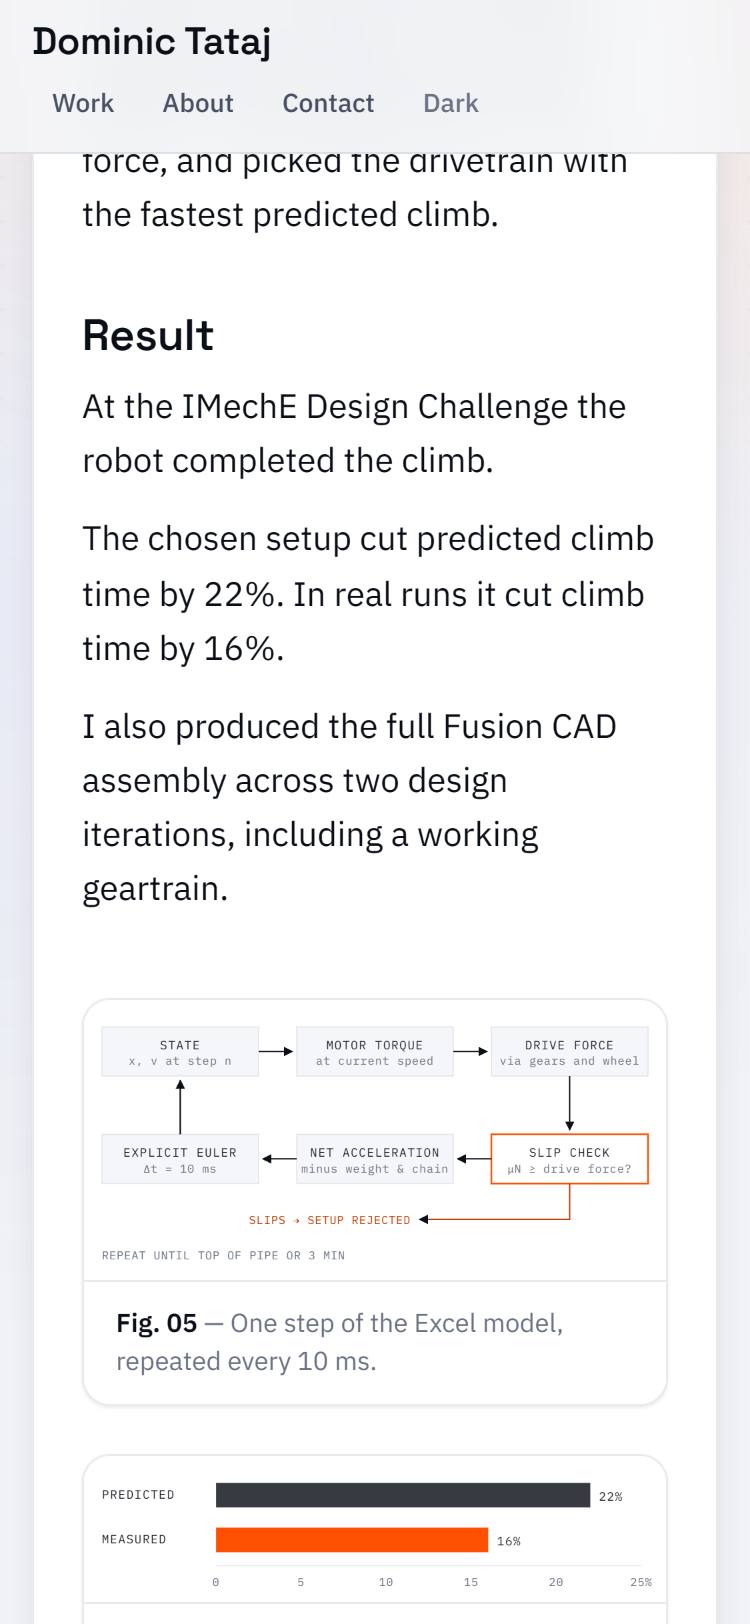 Dominic Tataj
Work About Contact Dark
force, and picked the drivetrain with
the fastest predicted climb.
Result
At the IMechE Design Challenge the
robot completed the climb.
The chosen setup cut predicted climb
time by 22%. In real runs it cut climb
time by 16%.
I also produced the full Fusion CAD
assembly across two design
iterations, including a working
geartrain.
STATE
x, v at step n
MOTOR TORQUE
at current speed
DRIVE FORCE
via gears and wheel
SLIP CHECK
μN ≥ drive force?
NET ACCELERATION
minus weight & chain
EXPLICIT EULER
Δt = 10 ms
SLIPS → SETUP REJECTED
REPEAT UNTIL TOP OF PIPE OR 3 MIN
Fig. 05 — One step of the Excel model,
repeated every 10 ms.
PREDICTED 22%
MEASURED 16%
0 5 10 15 20 25%